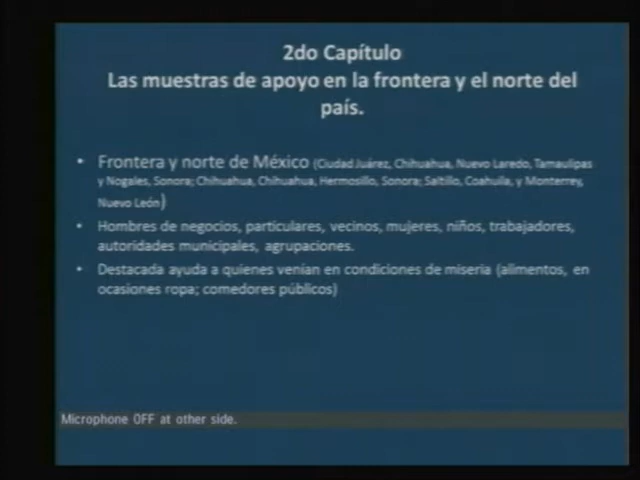 2do Capítulo
Las muestras de apoyo en la frontera y el norte del
país.
• Frontera y norte de México (Ciudad Juárez, Chihuahua, Nuevo Laredo, Tamaulipas
y Nogales, Sonora; Chihuahua, Chihuahua, Hermosillo, Sonora; Saltillo, Coahuila, y Monterrey,
Nuevo León)
• Hombres de negocios, particulares, vecinos, mujeres, niños, trabajadores,
autoridades municipales, agrupaciones.
• Destacada ayuda a quienes venían en condiciones de miseria (alimentos, en
ocasiones ropa; comedores públicos)
Microphone OFF at other side.